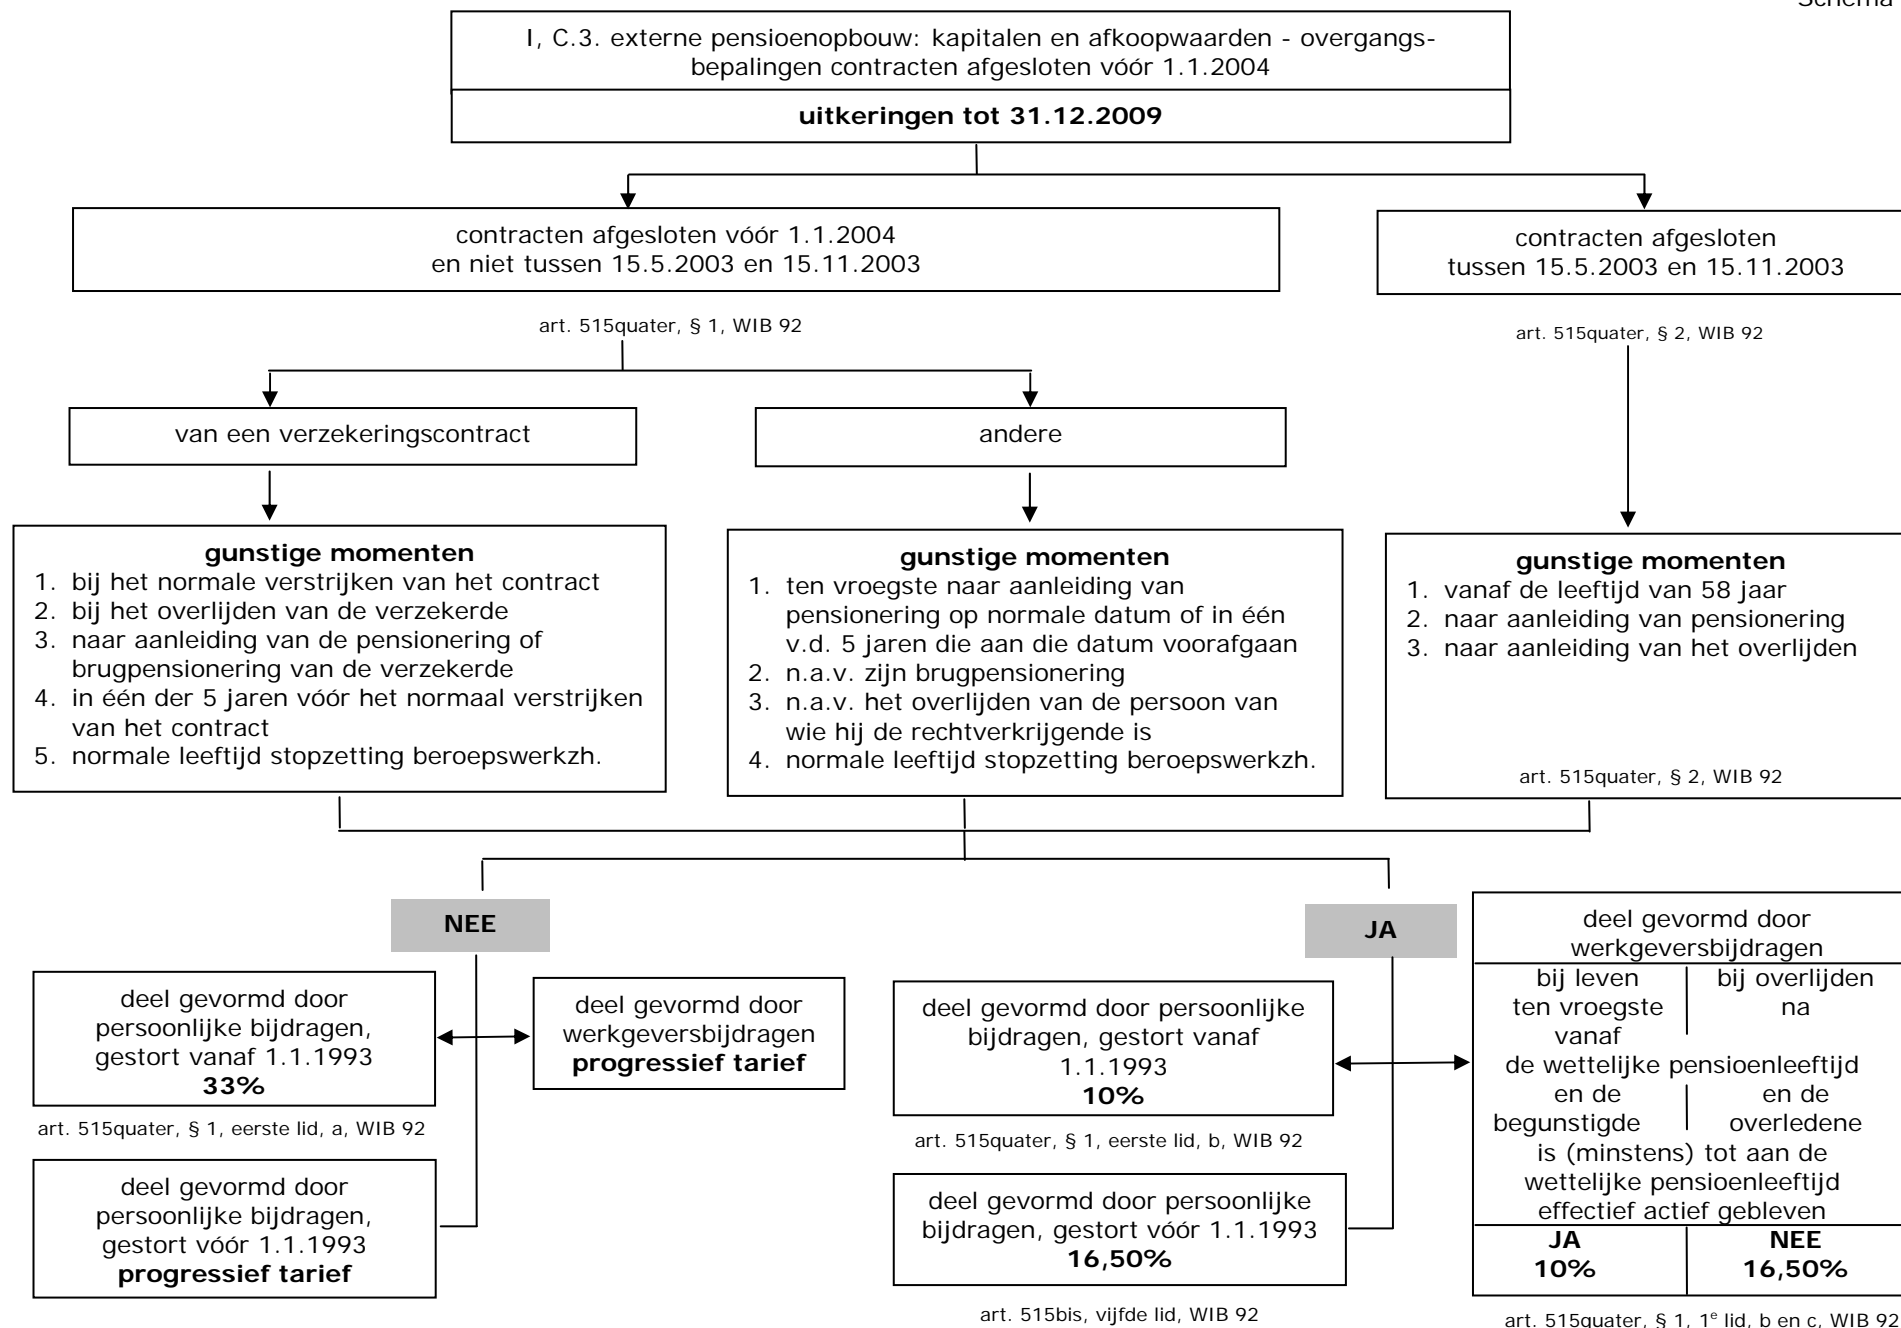 Schema
I, C.3. externe pensioenopbouw: kapitalen en afkoopwaarden - overgangs-
bepalingen contracten afgesloten vóór 1.1.2004
uitkeringen tot 31.12.2009
contracten afgesloten vóór 1.1.2004
en niet tussen 15.5.2003 en 15.11.2003
contracten afgesloten
tussen 15.5.2003 en 15.11.2003
art. 515quater, § 1, WIB 92
art. 515quater, § 2, WIB 92
van een verzekeringscontract
andere
gunstige momenten
1. bij het normale verstrijken van het contract
2. bij het overlijden van de verzekerde
3. naar aanleiding van de pensionering of
brugpensionering van de verzekerde
4. in één der 5 jaren vóór het normaal verstrijken
van het contract
5. normale leeftijd stopzetting beroepswerkzh.
gunstige momenten
1. ten vroegste naar aanleiding van
pensionering op normale datum of in één
v.d. 5 jaren die aan die datum voorafgaan
2. n.a.v. zijn brugpensionering
3. n.a.v. het overlijden van de persoon van
wie hij de rechtverkrijgende is
4. normale leeftijd stopzetting beroepswerkzh.
gunstige momenten
1. vanaf de leeftijd van 58 jaar
2. naar aanleiding van pensionering
3. naar aanleiding van het overlijden
art. 515quater, § 2, WIB 92
NEE
deel gevormd door
persoonlijke bijdragen,
gestort vanaf 1.1.1993
33%
art. 515quater, § 1, eerste lid, a, WIB 92
deel gevormd door
werkgeversbijdragen
progressief tarief
deel gevormd door
persoonlijke bijdragen,
gestort vóór 1.1.1993
progressief tarief
JA
deel gevormd door persoonlijke
bijdragen, gestort vanaf
1.1.1993
10%
art. 515quater, § 1, eerste lid, b, WIB 92
deel gevormd door persoonlijke
bijdragen, gestort vóór 1.1.1993
16,50%
art. 515bis, vijfde lid, WIB 92
deel gevormd door
werkgeversbijdragen
bij leven bij overlijden
ten vroegste na
vanaf
de wettelijke pensioenleeftijd
en de en de
begunstigde overledene
is (minstens) tot aan de
wettelijke pensioenleeftijd
effectief actief gebleven
JA NEE
10% 16,50%
art. 515quater, § 1, 1e lid, b en c, WIB 92